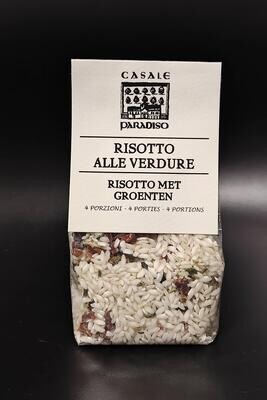 CASALE
PARADISO
RISOTTO
ALLE VERDURE
RISOTTO MET
GROENTEN
4 PORZIONI - 4 PORTIES - 4 PORTIONS